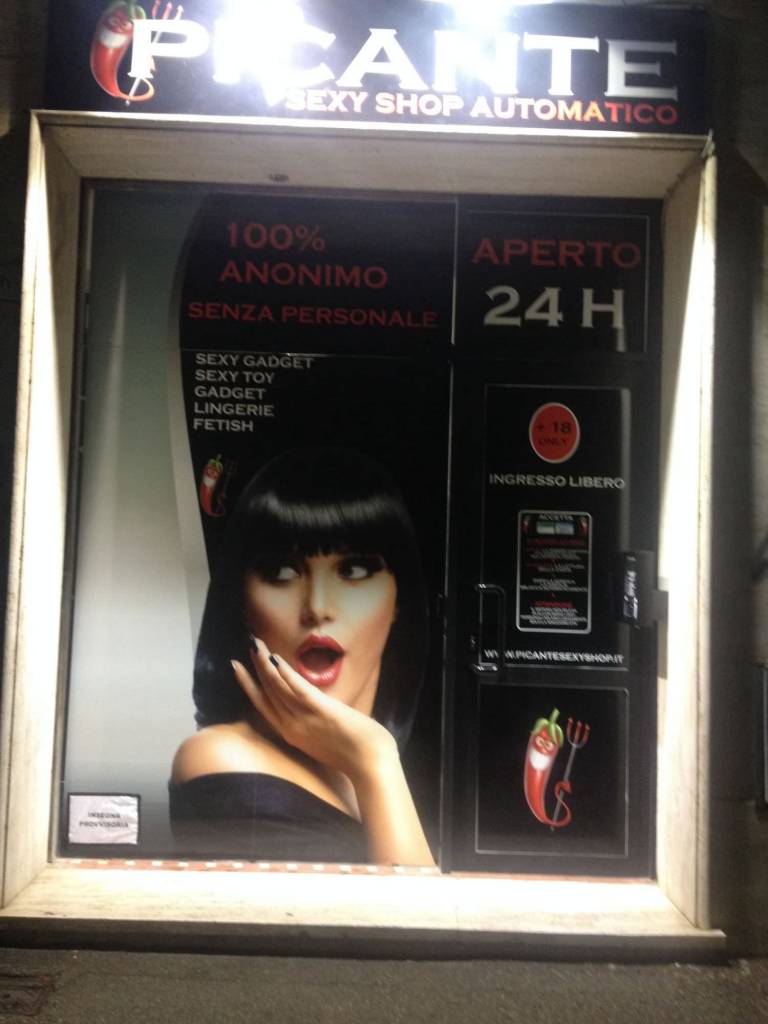 PICANTE
SEXY SHOP AUTOMATICO
100%
ANONIMO
SENZA PERSONALE
SEXY GADGET
SEXY TOY
GADGET
LINGERIE
FETISH
APERTO
24 H
+ 18
ONLY
INGRESSO LIBERO
ACCETTA
WWW.PICANTESEXYSHOP.IT
INSEGNA
PROVVISORIA